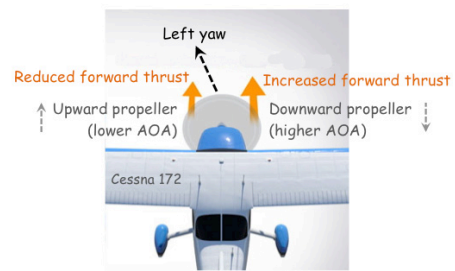 Left yaw
Reduced forward thrust
Increased forward thrust
Upward propeller
(lower AOA)
Downward propeller
(higher AOA)
Cessna 172